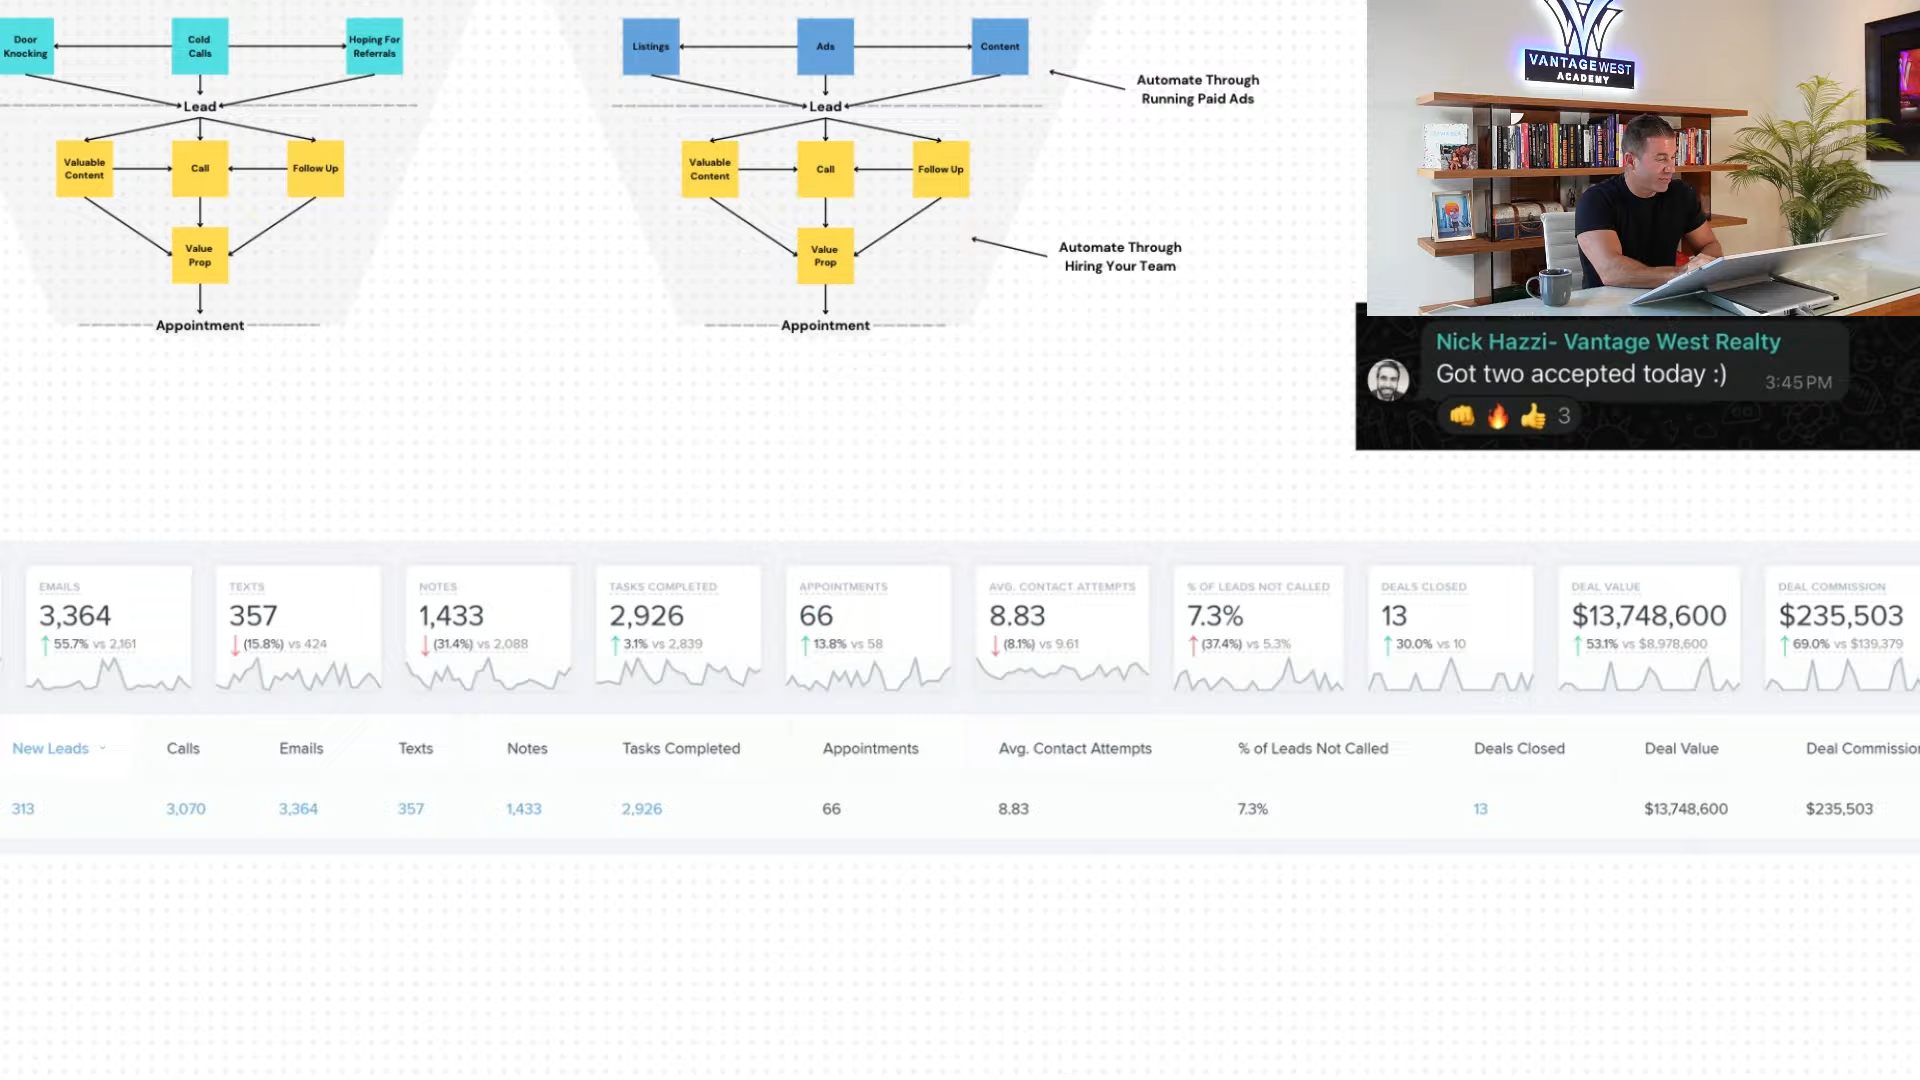 Door
Knocking
Cold
Calls
Hoping For
Referrals
Lead
Valuable
Content
Call
Follow Up
Value
Prop
Appointment
Listings
Ads
Content
Lead
Valuable
Content
Call
Follow Up
Value
Prop
Appointment
Automate Through
Running Paid Ads
Automate Through
Hiring Your Team
VANTAGEWEST
ACADEMY
Nick Hazzi- Vantage West Realty
Got two accepted today :)
3:45 PM
3
EMAILS
3,364
55.7% vs 2,161
TEXTS
357
(15.8%) vs 424
NOTES
1,433
(31.4%) vs 2,088
TASKS COMPLETED
2,926
3.1% vs 2,839
APPOINTMENTS
66
13.8% vs 58
AVG. CONTACT ATTEMPTS
8.83
(8.1%) vs 9.61
% OF LEADS NOT CALLED
7.3%
(37.4%) vs 5.3%
DEALS CLOSED
13
30.0% vs 10
DEAL VALUE
$13,748,600
53.1% vs $8,978,600
DEAL COMMISSION
$235,503
69.0% vs $139,379
New Leads Calls Emails Texts Notes Tasks Completed Appointments Avg. Contact Attempts % of Leads Not Called Deals Closed Deal Value Deal Commission
313 3,070 3,364 357 1,433 2,926 66 8.83 7.3% 13 $13,748,600 $235,503